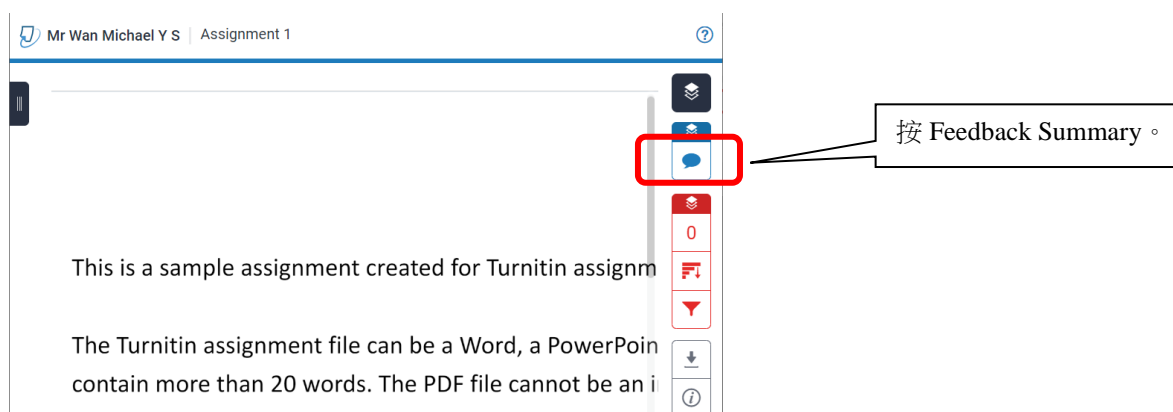 Mr Wan Michael Y S Assignment 1
?
按 Feedback Summary。
0
This is a sample assignment created for Turnitin assignm
The Turnitin assignment file can be a Word, a PowerPoin
contain more than 20 words. The PDF file cannot be an i
i